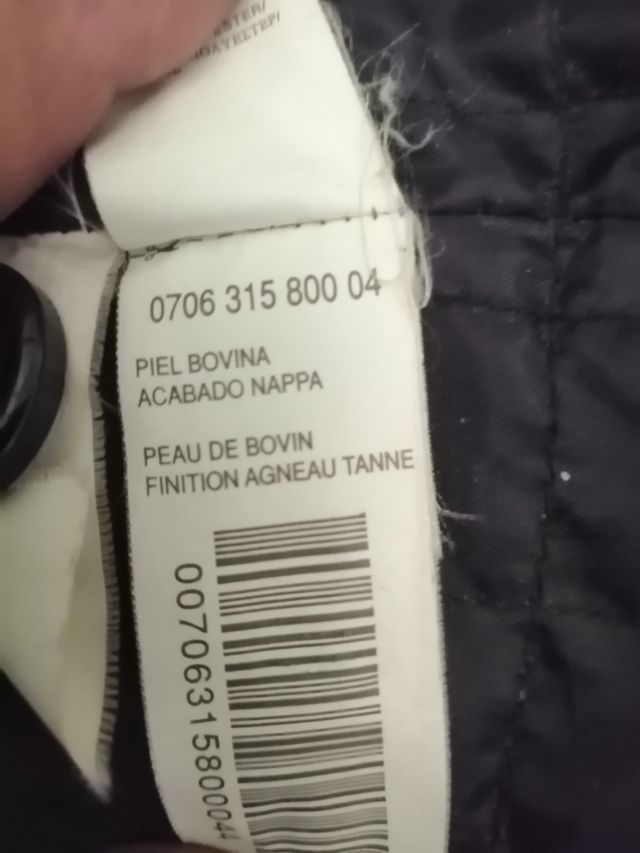 0706 315 800 04
PIEL BOVINA
ACABADO NAPPA
PEAU DE BOVIN
FINITION AGNEAU TANNE
0070631580004